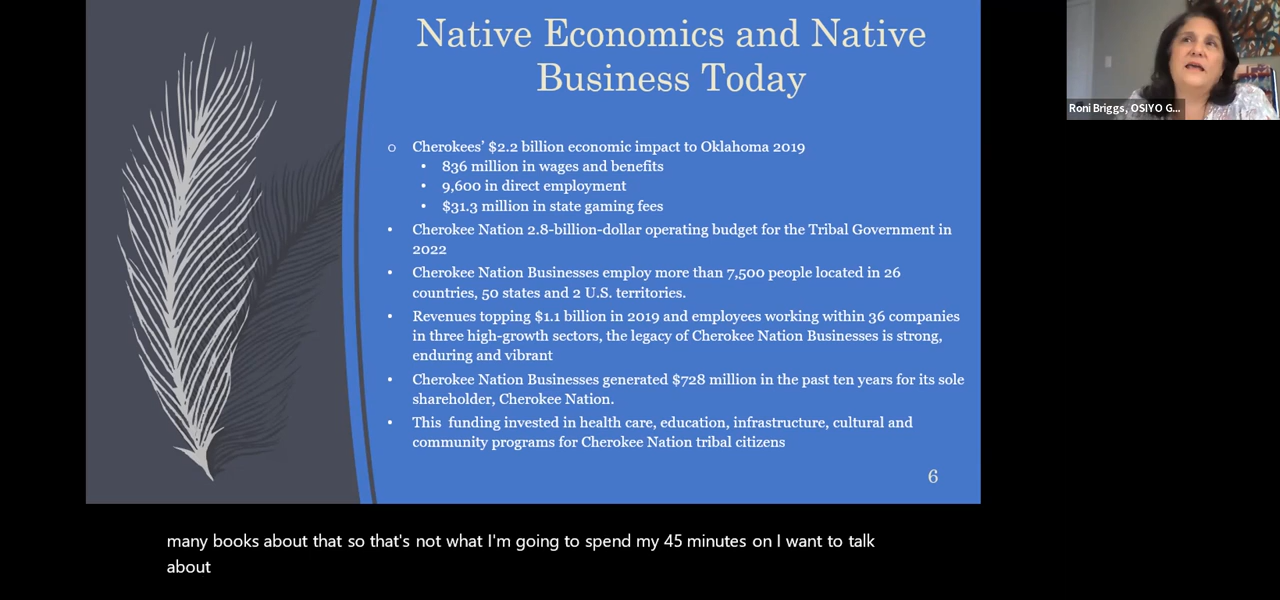 Native Economics and Native
Business Today
Roni Briggs, OSIYO G...
o Cherokees' $2.2 billion economic impact to Oklahoma 2019
• 836 million in wages and benefits
• 9,600 in direct employment
• $31.3 million in state gaming fees
• Cherokee Nation 2.8-billion-dollar operating budget for the Tribal Government in
2022
• Cherokee Nation Businesses employ more than 7,500 people located in 26
countries, 50 states and 2 U.S. territories.
• Revenues topping $1.1 billion in 2019 and employees working within 36 companies
in three high-growth sectors, the legacy of Cherokee Nation Businesses is strong,
enduring and vibrant
• Cherokee Nation Businesses generated $728 million in the past ten years for its sole
shareholder, Cherokee Nation.
• This funding invested in health care, education, infrastructure, cultural and
community programs for Cherokee Nation tribal citizens
6
many books about that so that's not what I'm going to spend my 45 minutes on I want to talk
about